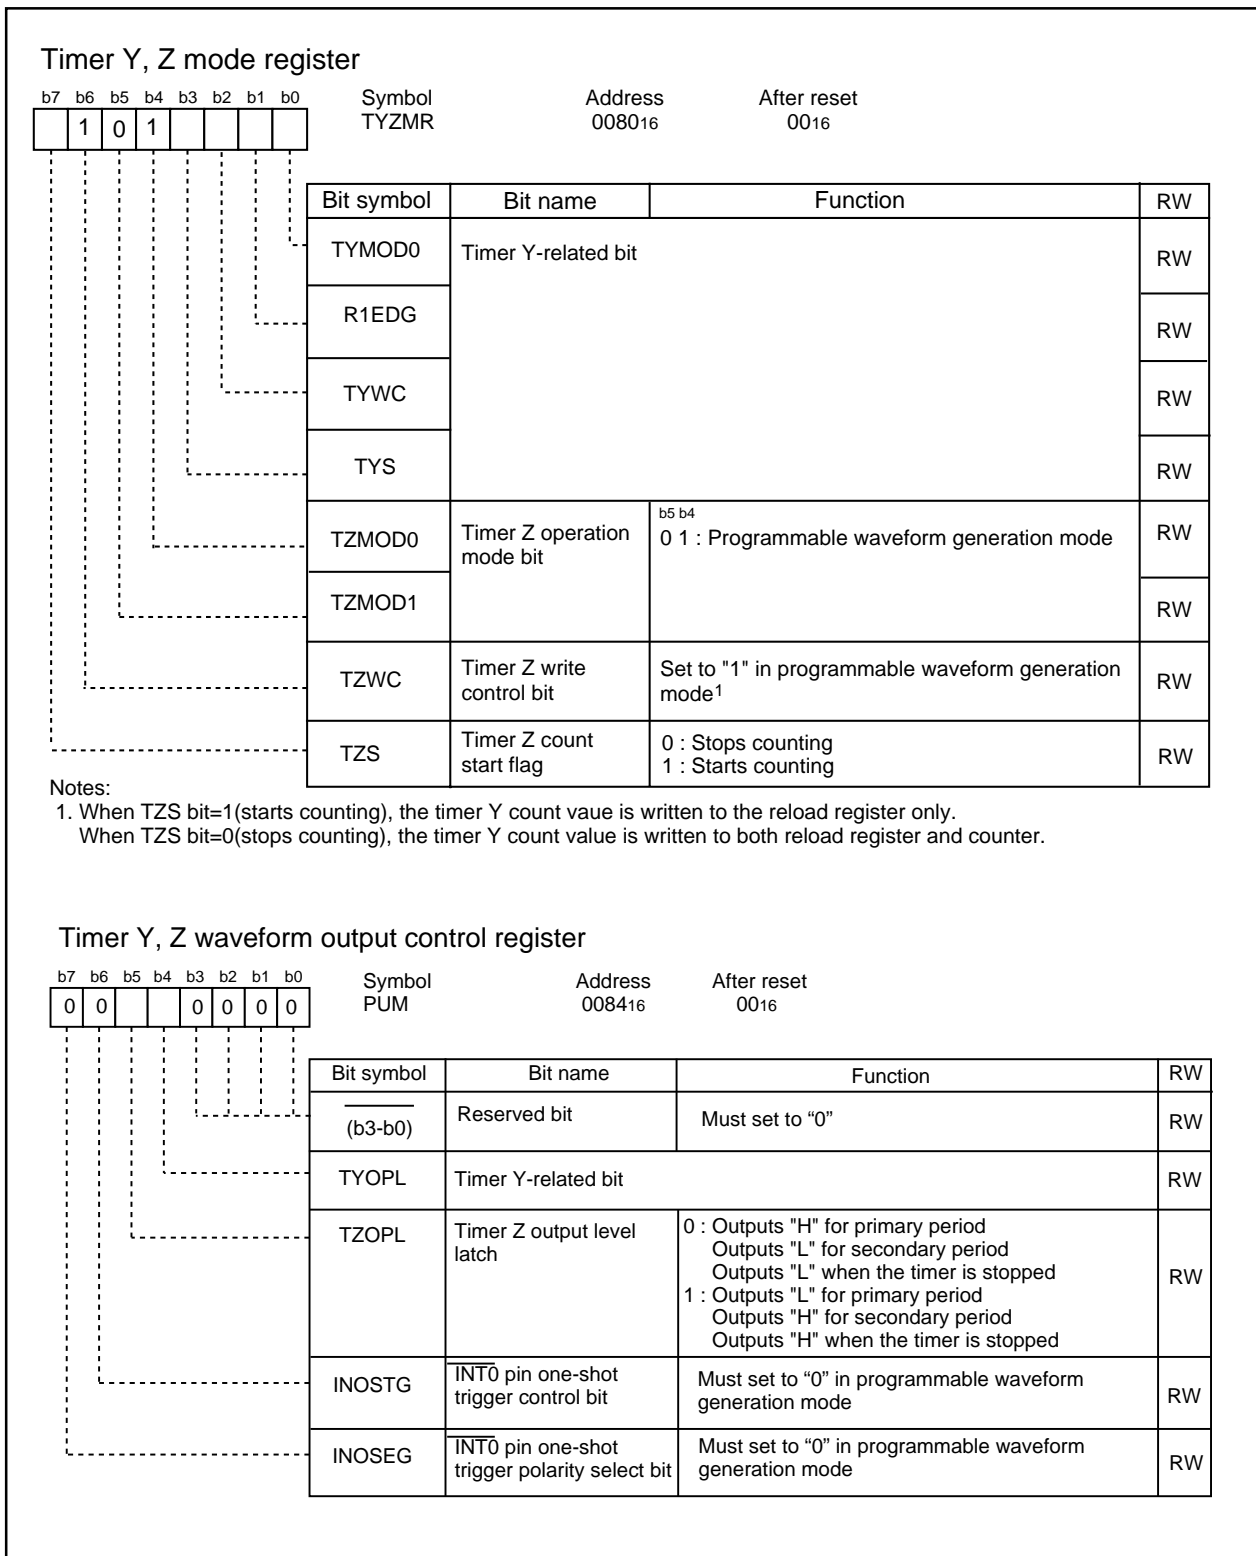 Timer Y, Z mode register
b7 b6 b5 b4 b3 b2 b1 b0
Symbol Address After reset
TYZMR 008016 0016
1 0 1
Bit symbol Bit name Function RW
TYMOD0 Timer Y-related bit RW
R1EDG RW
TYWC RW
TYS RW
TZMOD0 Timer Z operation mode bit
b5 b4
0 1 : Programmable waveform generation mode RW
TZMOD1 RW
TZWC Timer Z write control bit
Set to "1" in programmable waveform generation
mode1 RW
TZS Timer Z count start flag
0 : Stops counting
1 : Starts counting RW
Notes:
1. When TZS bit=1(starts counting), the timer Y count vaue is written to the reload register only.
When TZS bit=0(stops counting), the timer Y count value is written to both reload register and counter.
Timer Y, Z waveform output control register
b7 b6 b5 b4 b3 b2 b1 b0
Symbol Address After reset
PUM 008416 0016
0 0 0 0 0 0
Bit symbol Bit name Function RW
(b3-b0) Reserved bit Must set to “0” RW
TYOPL Timer Y-related bit RW
TZOPL Timer Z output level latch
0 : Outputs "H" for primary period
Outputs "L" for secondary period
Outputs "L" when the timer is stopped
1 : Outputs "L" for primary period
Outputs "H" for secondary period
Outputs "H" when the timer is stopped
RW
INOSTG INT0 pin one-shot trigger control bit
Must set to “0” in programmable waveform
generation mode RW
INOSEG INT0 pin one-shot trigger polarity select bit
Must set to “0” in programmable waveform
generation mode RW